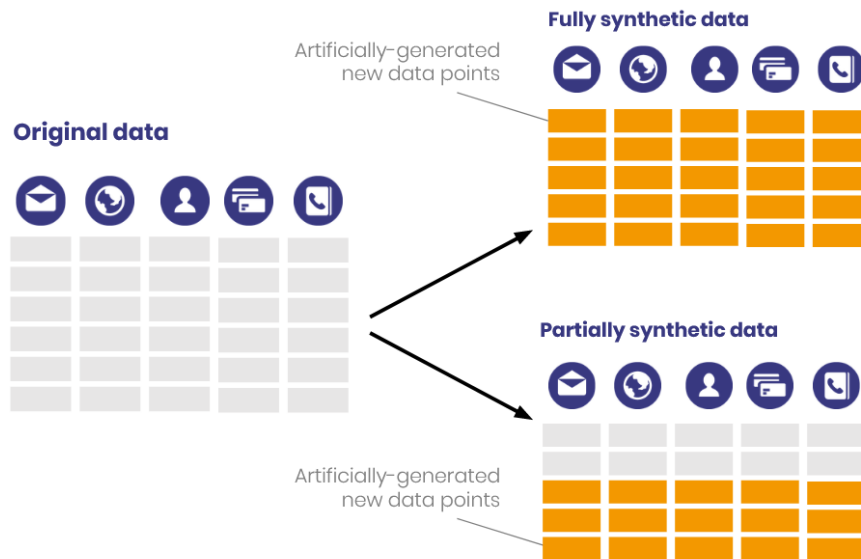 Fully synthetic data
Artificially-generated
new data points
Original data
Partially synthetic data
Artificially-generated
new data points